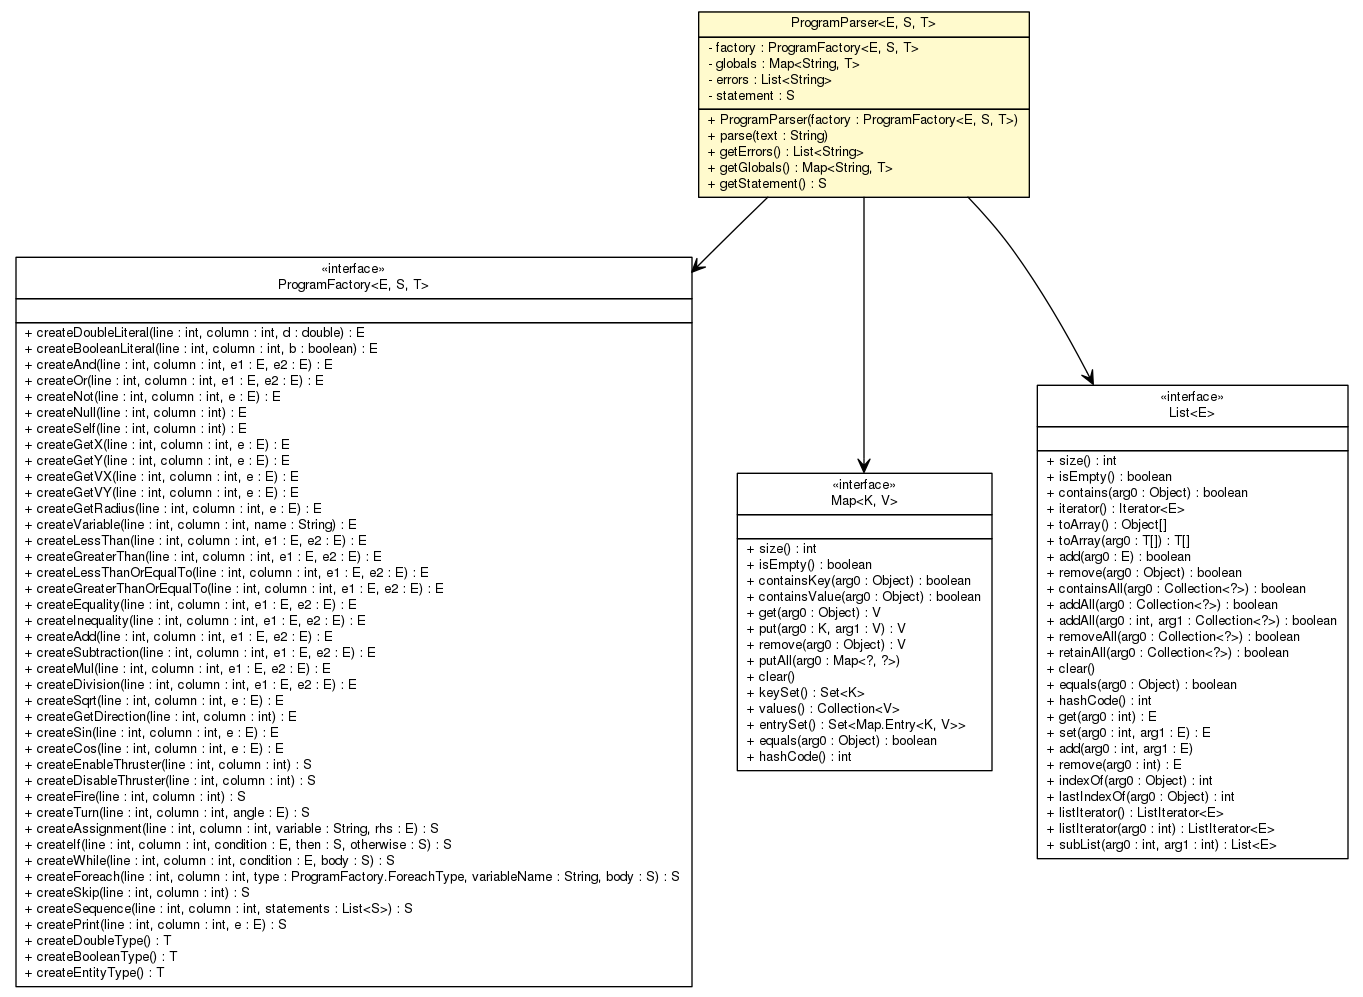 ProgramParser<E, S, T>
- factory : ProgramFactory<E, S, T>
- globals : Map<String, T>
- errors : List<String>
- statement : S
+ ProgramParser(factory : ProgramFactory<E, S, T>)
+ parse(text : String)
+ getErrors() : List<String>
+ getGlobals() : Map<String, T>
+ getStatement() : S
«interface»
ProgramFactory<E, S, T>
+ createDoubleLiteral(line : int, column : int, d : double) : E
+ createBooleanLiteral(line : int, column : int, b : boolean) : E
+ createAnd(line : int, column : int, e1 : E, e2 : E) : E
+ createOr(line : int, column : int, e1 : E, e2 : E) : E
+ createNot(line : int, column : int, e : E) : E
+ createNull(line : int, column : int) : E
+ createSelf(line : int, column : int) : E
+ createGetX(line : int, column : int, e : E) : E
+ createGetY(line : int, column : int, e : E) : E
+ createGetVX(line : int, column : int, e : E) : E
+ createGetVY(line : int, column : int, e : E) : E
+ createGetRadius(line : int, column : int, e : E) : E
+ createVariable(line : int, column : int, name : String) : E
+ createLessThan(line : int, column : int, e1 : E, e2 : E) : E
+ createGreaterThan(line : int, column : int, e1 : E, e2 : E) : E
+ createLessThanOrEqualTo(line : int, column : int, e1 : E, e2 : E) : E
+ createGreaterThanOrEqualTo(line : int, column : int, e1 : E, e2 : E) : E
+ createEquality(line : int, column : int, e1 : E, e2 : E) : E
+ createInequality(line : int, column : int, e1 : E, e2 : E) : E
+ createAdd(line : int, column : int, e1 : E, e2 : E) : E
+ createSubtraction(line : int, column : int, e1 : E, e2 : E) : E
+ createMul(line : int, column : int, e1 : E, e2 : E) : E
+ createDivision(line : int, column : int, e1 : E, e2 : E) : E
+ createSqrt(line : int, column : int, e : E) : E
+ createGetDirection(line : int, column : int) : E
+ createSin(line : int, column : int, e : E) : E
+ createCos(line : int, column : int, e : E) : E
+ createEnableThruster(line : int, column : int) : S
+ createDisableThruster(line : int, column : int) : S
+ createFire(line : int, column : int) : S
+ createTurn(line : int, column : int, angle : E) : S
+ createAssignment(line : int, column : int, variable : String, rhs : E) : S
+ createIf(line : int, column : int, condition : E, then : S, otherwise : S) : S
+ createWhile(line : int, column : int, condition : E, body : S) : S
+ createForeach(line : int, column : int, type : ProgramFactory.ForeachType, variableName : String, body : S) : S
+ createSkip(line : int, column : int) : S
+ createSequence(line : int, column : int, statements : List<S>) : S
+ createPrint(line : int, column : int, e : E) : S
+ createDoubleType() : T
+ createBooleanType() : T
+ createEntityType() : T
«interface»
Map<K, V>
+ size() : int
+ isEmpty() : boolean
+ containsKey(arg0 : Object) : boolean
+ containsValue(arg0 : Object) : boolean
+ get(arg0 : Object) : V
+ put(arg0 : K, arg1 : V) : V
+ remove(arg0 : Object) : V
+ putAll(arg0 : Map<?, ?>)
+ clear()
+ keySet() : Set<K>
+ values() : Collection<V>
+ entrySet() : Set<Map.Entry<K, V>>
+ equals(arg0 : Object) : boolean
+ hashCode() : int
«interface»
List<E>
+ size() : int
+ isEmpty() : boolean
+ contains(arg0 : Object) : boolean
+ iterator() : Iterator<E>
+ toArray() : Object[]
+ toArray(arg0 : T[]) : T[]
+ add(arg0 : E) : boolean
+ remove(arg0 : Object) : boolean
+ containsAll(arg0 : Collection<?>) : boolean
+ addAll(arg0 : Collection<?>) : boolean
+ addAll(arg0 : int, arg1 : Collection<?>) : boolean
+ removeAll(arg0 : Collection<?>) : boolean
+ retainAll(arg0 : Collection<?>) : boolean
+ clear()
+ equals(arg0 : Object) : boolean
+ hashCode() : int
+ get(arg0 : int) : E
+ set(arg0 : int, arg1 : E) : E
+ add(arg0 : int, arg1 : E)
+ remove(arg0 : int) : E
+ indexOf(arg0 : Object) : int
+ lastIndexOf(arg0 : Object) : int
+ listIterator() : ListIterator<E>
+ listIterator(arg0 : int) : ListIterator<E>
+ subList(arg0 : int, arg1 : int) : List<E>